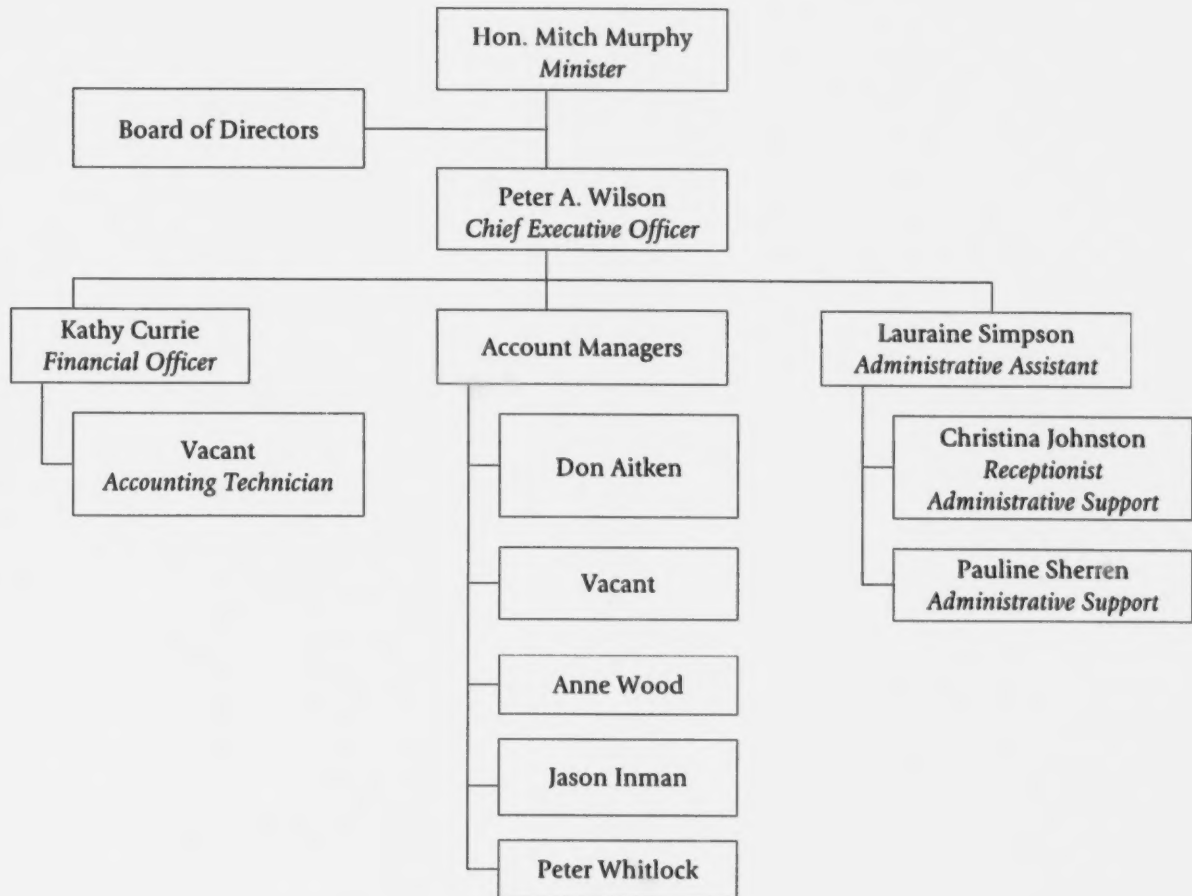 Hon. Mitch Murphy
Minister
Board of Directors
Peter A. Wilson
Chief Executive Officer
Kathy Currie
Financial Officer
Vacant
Accounting Technician
Account Managers
Don Aitken
Vacant
Anne Wood
Jason Inman
Peter Whitlock
Lauraine Simpson
Administrative Assistant
Christina Johnston
Receptionist
Administrative Support
Pauline Sherren
Administrative Support